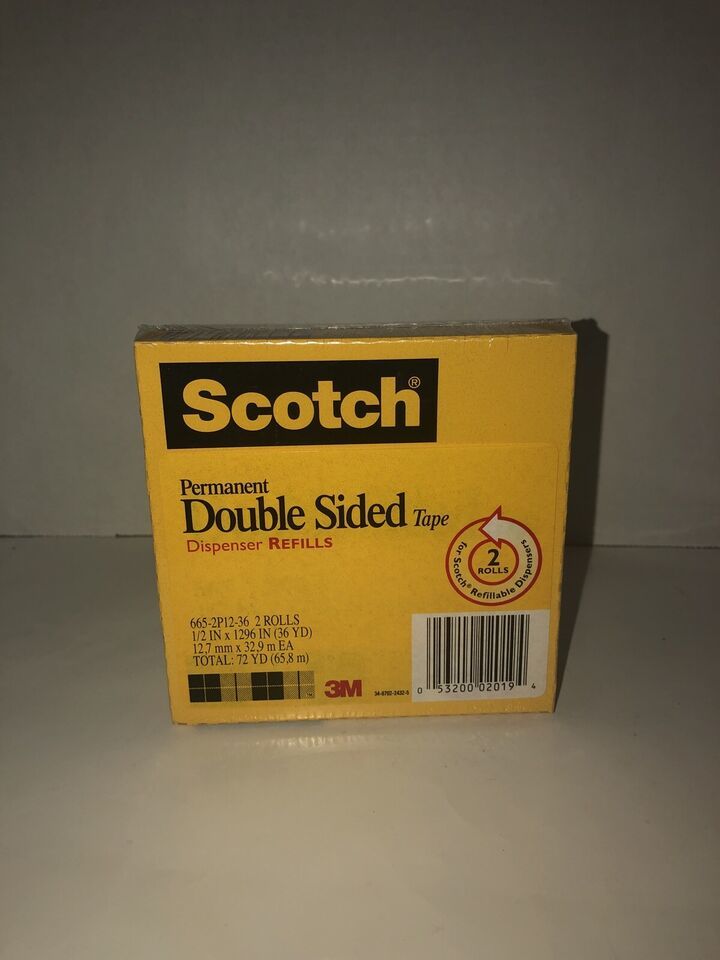 Scotch®
Permanent
Double Sided Tape
Dispenser REFILLS
2
ROLLS
for Scotch® Refillable Dispensers
665-2P12-36 2 ROLLS
1/2 IN x 1296 IN (36 YD)
12,7 mm x 32,9 m EA
TOTAL: 72 YD (65,8 m)
3M
0 53200 02019 4